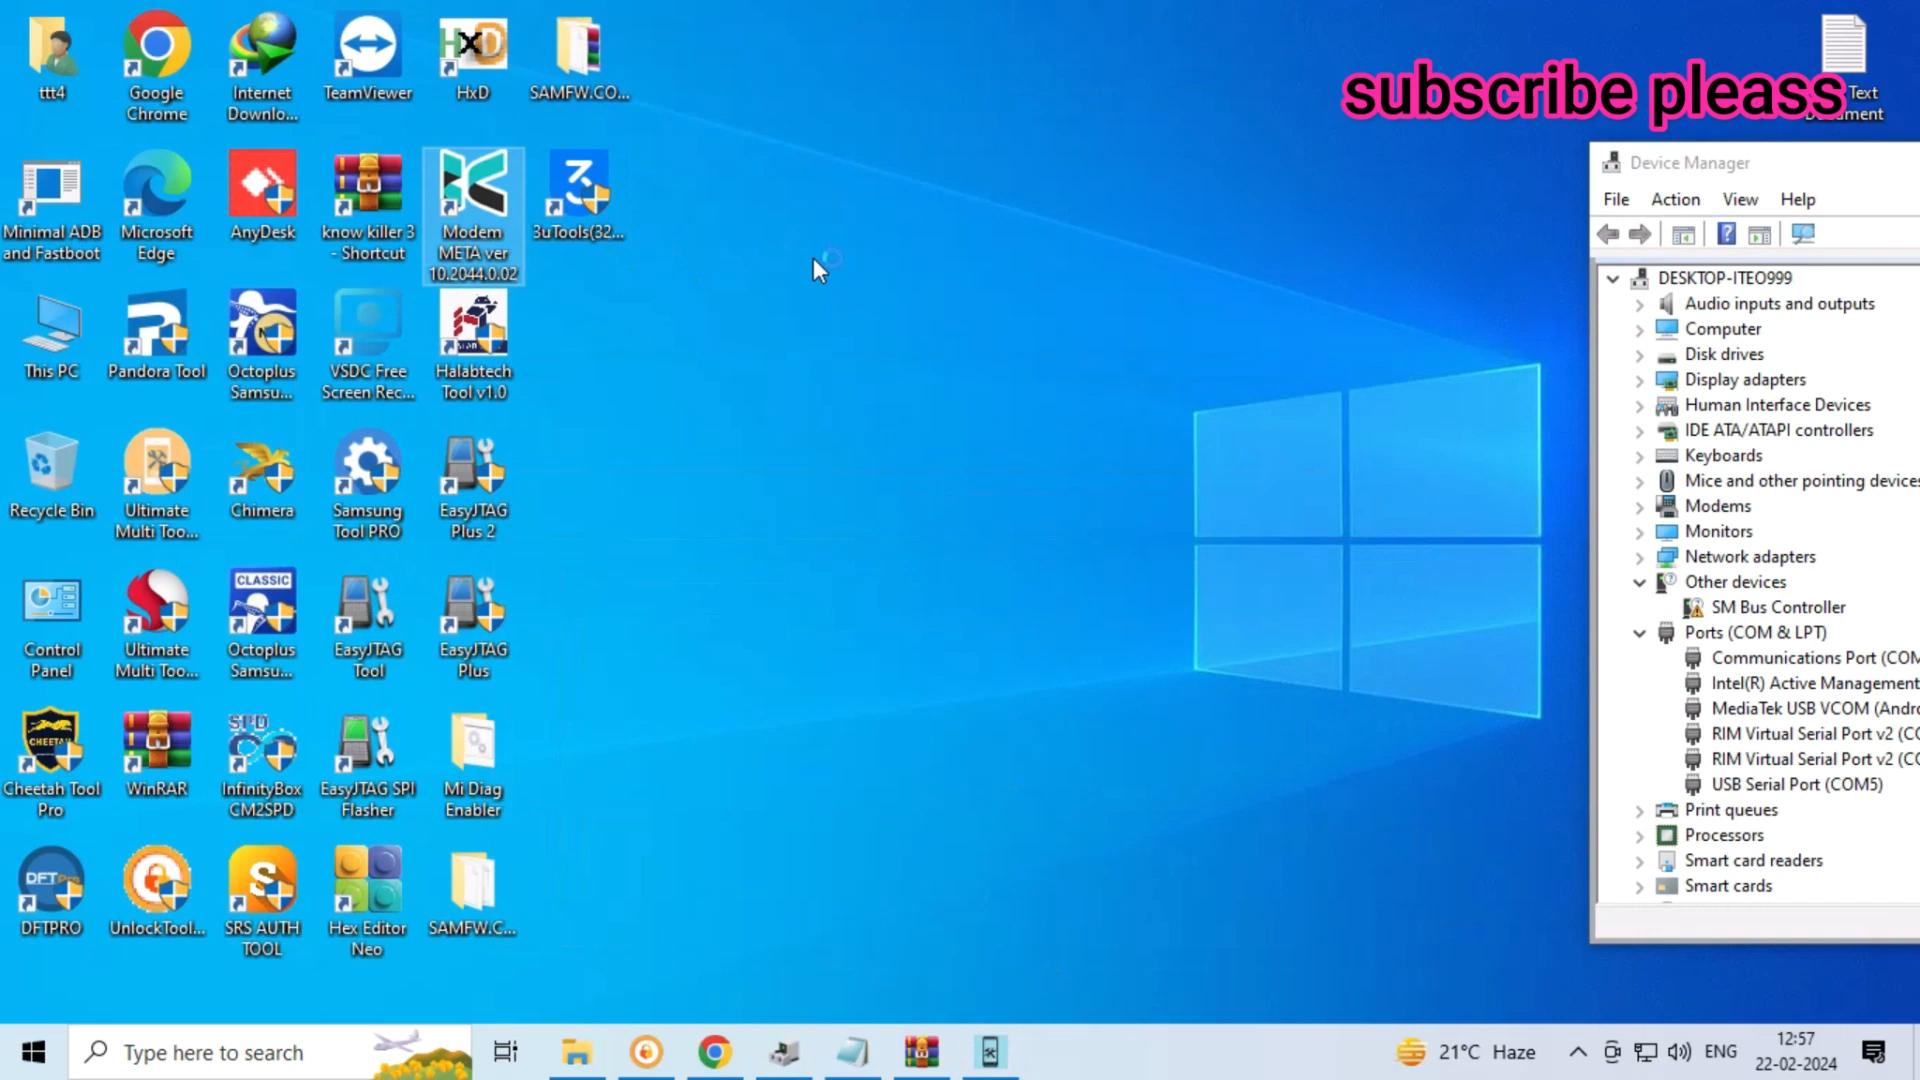 subscribe pleass
ttt4
Google
Chrome
Internet
Downlo...
TeamViewer
HxD
SAMFW.CO...
Text
Minimal ADB
and Fastboot
Microsoft
Edge
AnyDesk
know killer 3
- Shortcut
Modem
META ver
10.2044.0.02
3uTools(32...
This PC
Pandora Tool
Octoplus
Samsu...
VSDC Free
Screen Rec...
Halabtech
Tool v1.0
Recycle Bin
Ultimate
Multi Too...
Chimera
Samsung
Tool PRO
EasyJTAG
Plus 2
CLASSIC
Control
Panel
Ultimate
Multi Too...
Octoplus
Samsu...
EasyJTAG
Tool
EasyJTAG
Plus
CHEETAH
SPD
Cheetah Tool
Pro
WinRAR
InfinityBox
CM2SPD
EasyJTAG SPI
Flasher
Mi Diag
Enabler
DFTPro
DFTPRO
UnlockTool...
SRS AUTH
TOOL
Hex Editor
Neo
SAMFW.C...
Device Manager
File Action View Help
DESKTOP-ITEO999
Audio inputs and outputs
Computer
Disk drives
Display adapters
Human Interface Devices
IDE ATA/ATAPI controllers
Keyboards
Mice and other pointing devices
Modems
Monitors
Network adapters
Other devices
SM Bus Controller
Ports (COM & LPT)
Communications Port (COM
Intel(R) Active Management
MediaTek USB VCOM (Andro
RIM Virtual Serial Port v2 (CO
RIM Virtual Serial Port v2 (CO
USB Serial Port (COM5)
Print queues
Processors
Smart card readers
Smart cards
Type here to search
21°C Haze
ENG
12:57
22-02-2024